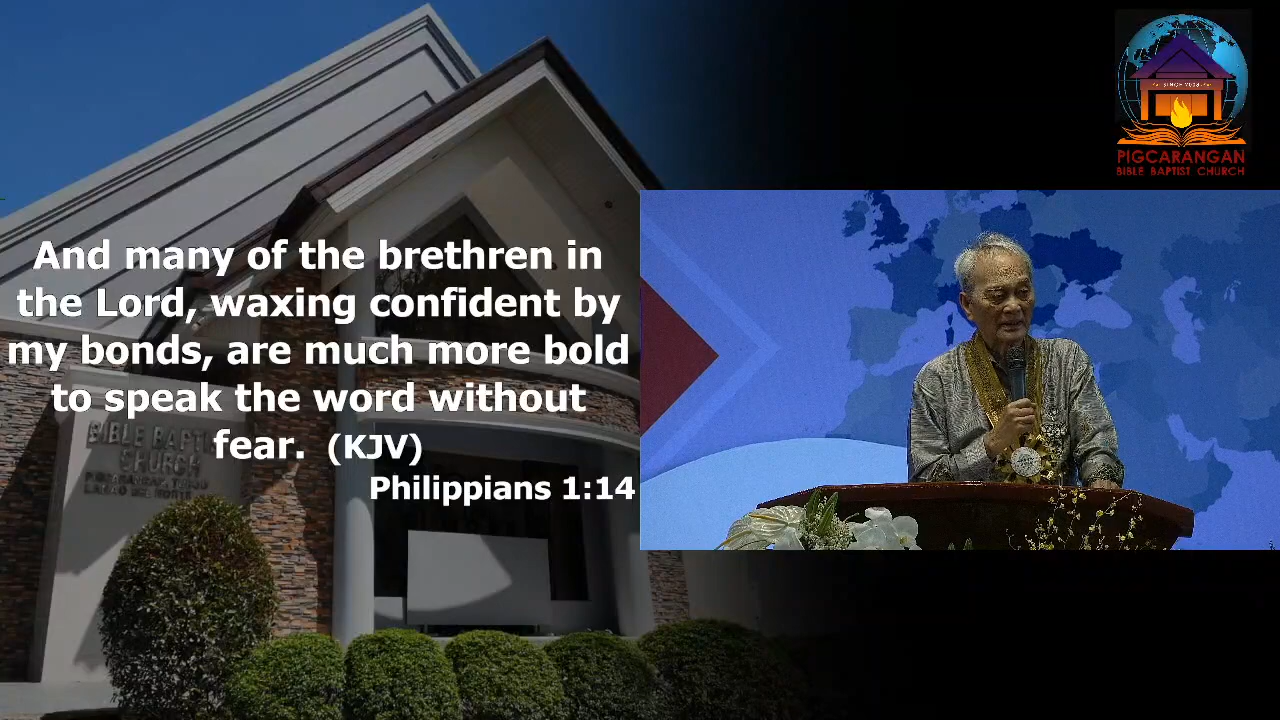 And many of the brethren in
the Lord, waxing confident by
my bonds, are much more bold
to speak the word without
fear. (KJV)
Philippians 1:14
SINCE
PIGCARANGAN
BIBLE BAPTIST CHURCH
BIBLE BAPTIST
CHURCH